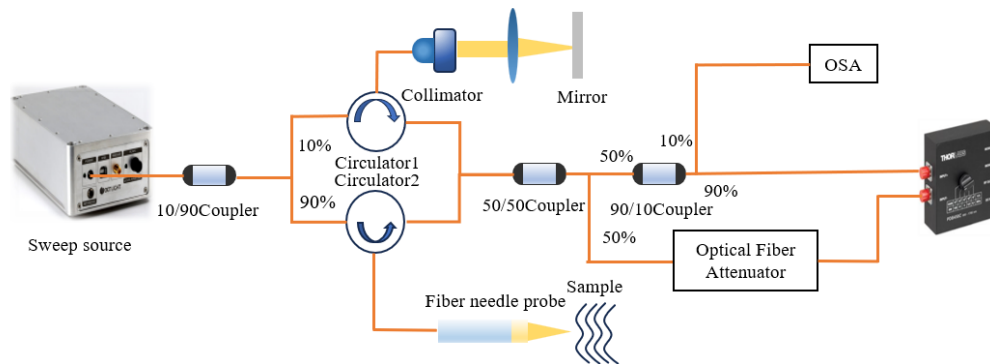 OSA
Collimator
Mirror
10%
10%
Circulator1
50%
THORLABS
Circulator2
90%
90%
10/90Coupler
50/50Coupler
90/10Coupler
50%
Sweep source
Optical Fiber
Attenuator
Sample
Fiber needle probe